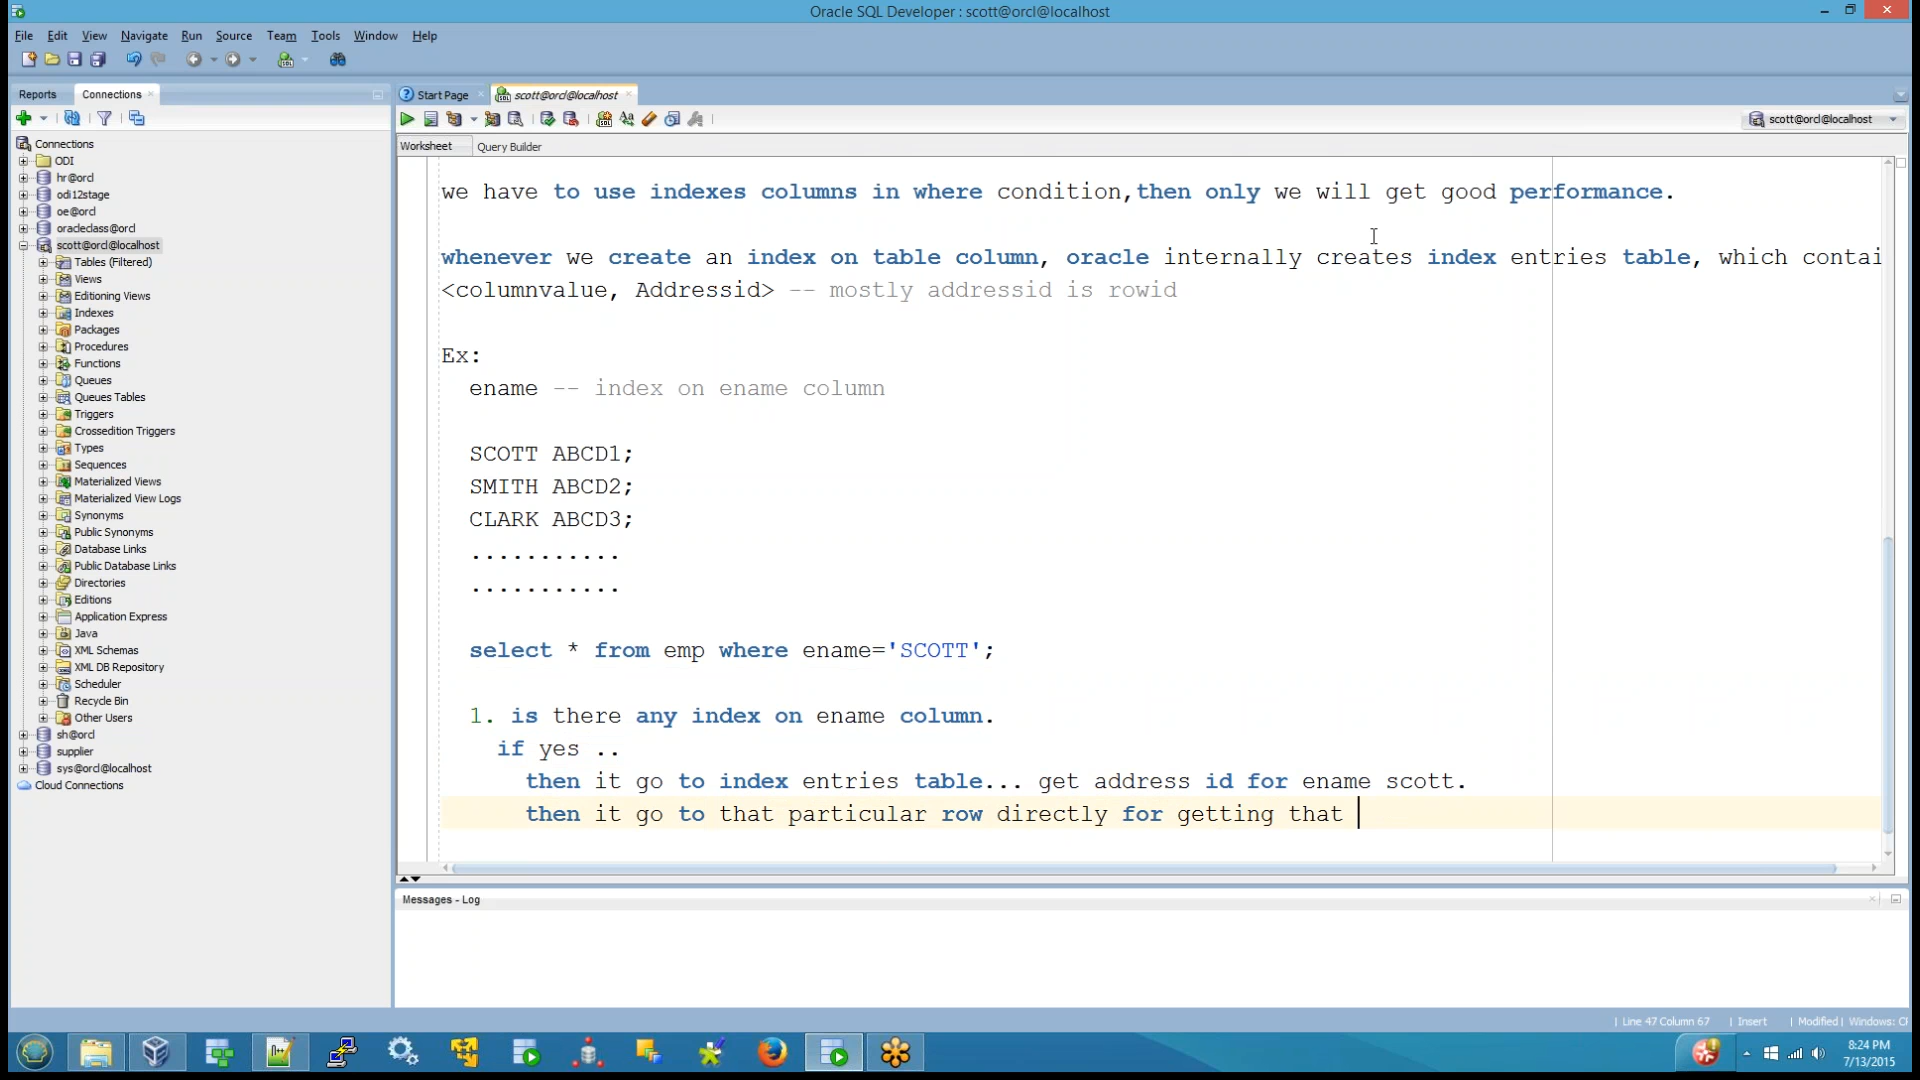 Oracle SQL Developer : scott@orcl@localhost
File Edit View Navigate Run Source Team Tools Window Help
Reports Connections
Start Page scott@orcl@localhost
scott@orcl@localhost
Worksheet Query Builder
Connections
ODI
hr@orcl
odi12stage
oe@orcl
oracleclass@orcl
scott@orcl@localhost
Tables (Filtered)
Views
Editioning Views
Indexes
Packages
Procedures
Functions
Queues
Queues Tables
Triggers
Crossedition Triggers
Types
Sequences
Materialized Views
Materialized View Logs
Synonyms
Public Synonyms
Database Links
Public Database Links
Directories
Editions
Application Express
Java
XML Schemas
XML DB Repository
Scheduler
Recycle Bin
Other Users
sh@orcl
supplier
sys@orcl@localhost
Cloud Connections
we have to use indexes columns in where condition,then only we will get good performance.
whenever we create an index on table column, oracle internally creates index entries table, which contai
<columnvalue, Addressid> -- mostly addressid is rowid
Ex:
ename -- index on ename column
SCOTT ABCD1;
SMITH ABCD2;
CLARK ABCD3;
...........
...........
select * from emp where ename='SCOTT';
1. is there any index on ename column.
if yes ..
then it go to index entries table... get address id for ename scott.
then it go to that particular row directly for getting that
Messages - Log
Line 47 Column 67 | Insert | Modified | Windows: C
8:24 PM
7/13/2015